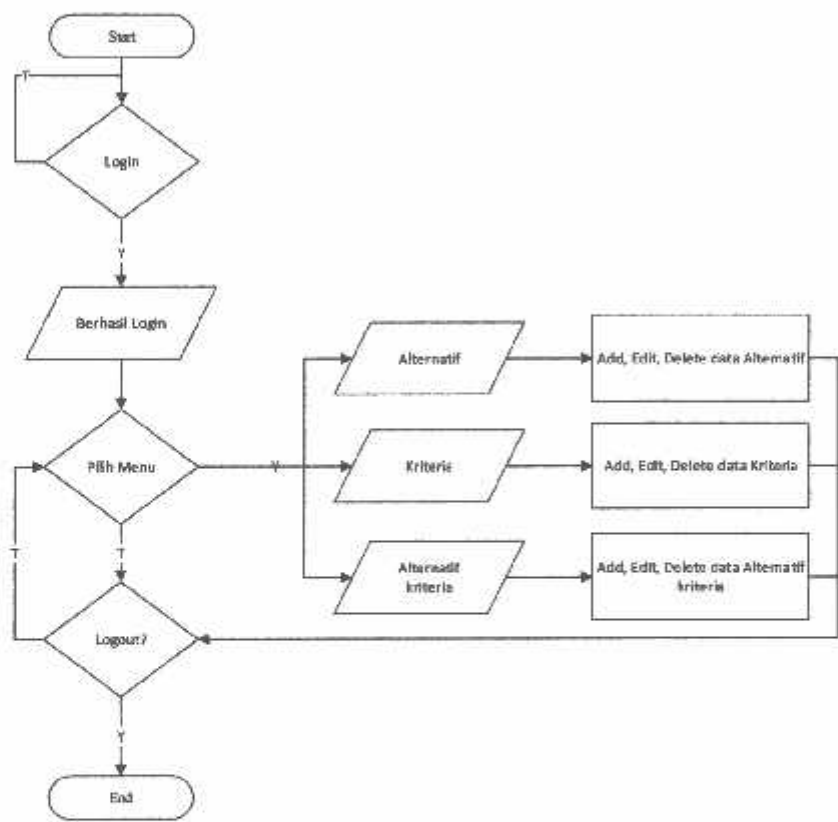 Start
T
Login
Y
Berhasil Login
Alternatif
Add, Edit, Delete data Alternatif
Pilih Menu
Y
Kriteria
Add, Edit, Delete data Kriteria
T
T
Alternatif
kriteria
Add, Edit, Delete data Alternatif
kriteria
Logout?
Y
End